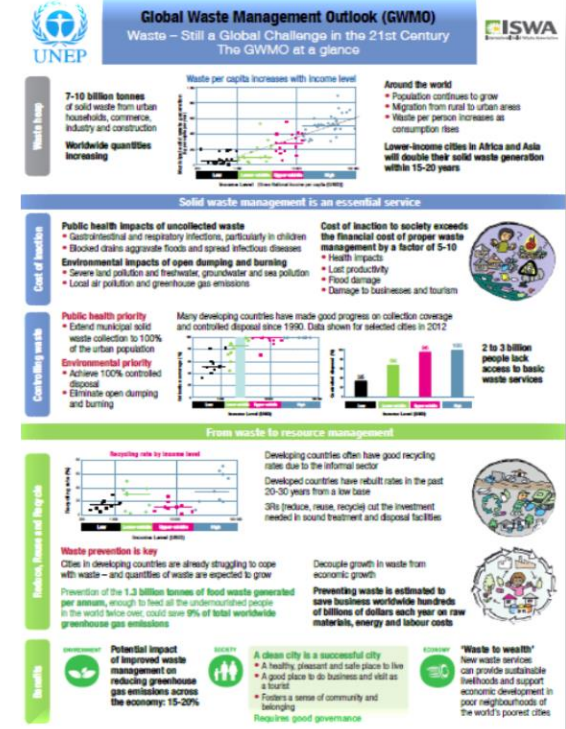 UNEP
Global Waste Management Outlook (GWMO)
Waste – Still a Global Challenge in the 21st Century
The GWMO at a glance
ISWA
Waste heap
7-10 billion tonnes
of solid waste from urban
households, commerce,
industry and construction
Worldwide quantities
increasing
Waste per capita increases with income level
Low
High
Around the world
• Population continues to grow
• Migration from rural to urban areas
• Waste per person increases as
consumption rises
Lower-income cities in Africa and Asia
will double their solid waste generation
within 15-20 years
Solid waste management is an essential service
Cost of inaction
Public health impacts of uncollected waste
• Gastrointestinal and respiratory infections, particularly in children
• Blocked drains aggravate floods and spread infectious diseases
Environmental impacts of open dumping and burning
• Severe land pollution and freshwater, groundwater and sea pollution
• Local air pollution and greenhouse gas emissions
Cost of inaction to society exceeds
the financial cost of proper waste
management by a factor of 5-10
• Health impacts
• Lost productivity
• Flood damage
• Damage to businesses and tourism
Controlling waste
Public health priority
• Extend municipal solid
waste collection to 100%
of the urban population
Environmental priority
• Achieve 100% controlled
disposal
• Eliminate open dumping
and burning
Many developing countries have made good progress on collection coverage
and controlled disposal since 1990. Data shown for selected cities in 2012
2 to 3 billion
people lack
access to basic
waste services
From waste to resource management
Reduce, Reuse and Recycle
Recycling rate by income level
Developing countries often have good recycling
rates due to the informal sector
Developed countries have rebuilt rates in the past
20-30 years from a low base
3Rs (reduce, reuse, recycle) cut the investment
needed in sound treatment and disposal facilities
Waste prevention is key
Cities in developing countries are already struggling to cope
with waste – and quantities of waste are expected to grow
Prevention of the 1.3 billion tonnes of food waste generated
per annum, enough to feed all the undernourished people
in the world twice over, could save 9% of total worldwide
greenhouse gas emissions
Decouple growth in waste from
economic growth
Preventing waste is estimated to
save business worldwide hundreds
of billions of dollars each year on raw
materials, energy and labour costs
Benefits
ENVIRONMENT
Potential impact
of improved waste
management on
reducing greenhouse
gas emissions across
the economy: 15-20%
SOCIETY
A clean city is a successful city
• A healthy, pleasant and safe place to live
• A good place to do business and visit as
a tourist
• Fosters a sense of community and
belonging
Requires good governance
ECONOMY
'Waste to wealth'
New waste services
can provide sustainable
livelihoods and support
economic development in
poor neighbourhoods of
the world's poorest cities